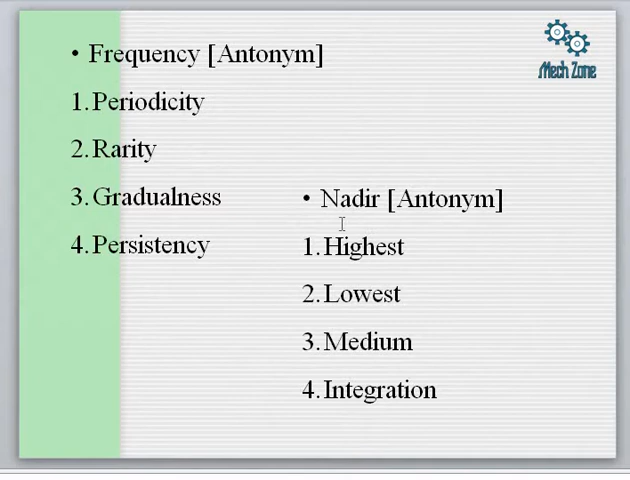 • Frequency [Antonym]
1. Periodicity
2. Rarity
3. Gradualness
4. Persistency
• Nadir [Antonym]
1. Highest
2. Lowest
3. Medium
4. Integration
Mech Zone